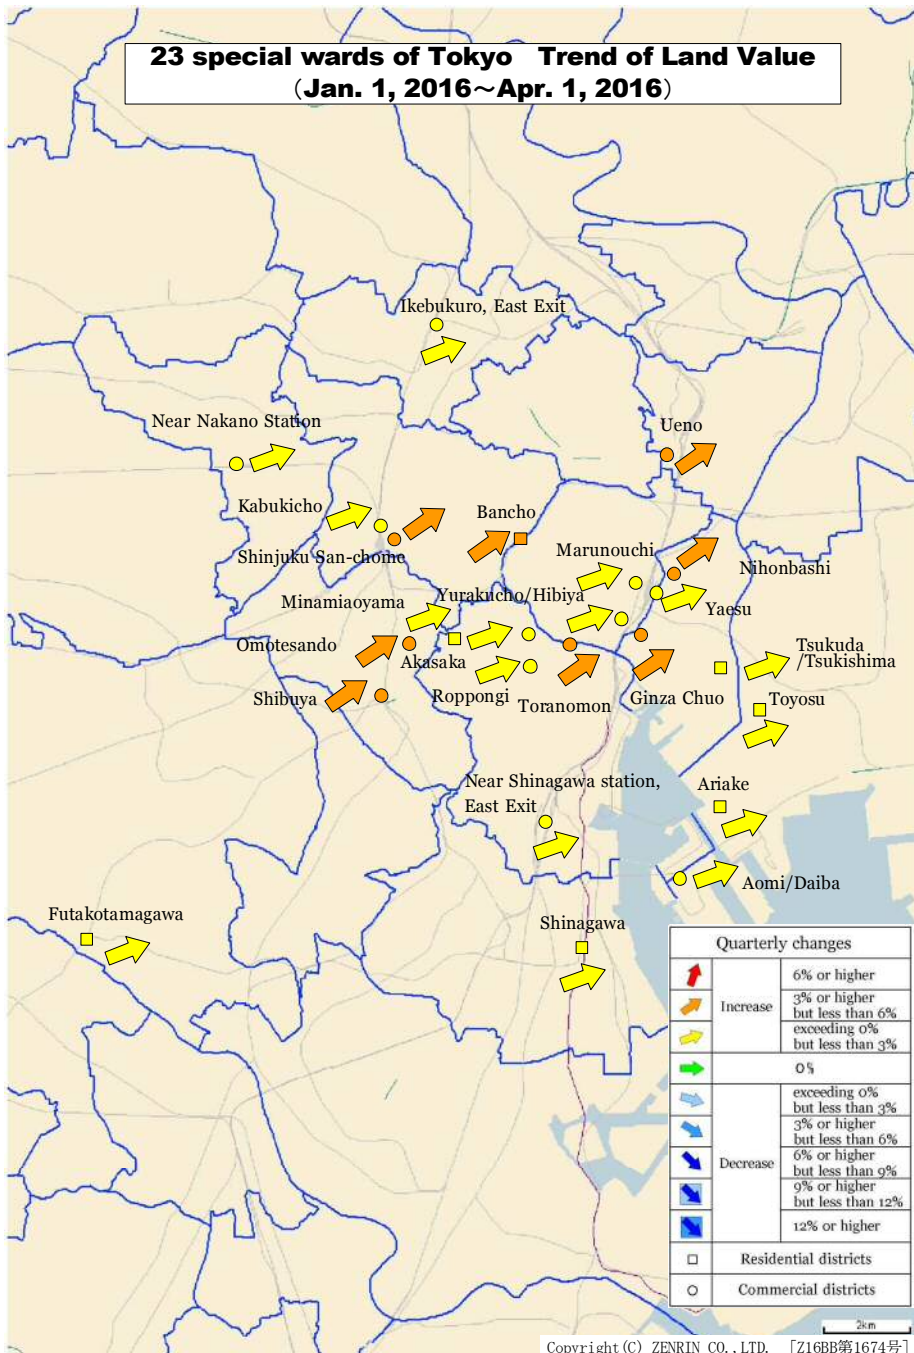 23 special wards of Tokyo Trend of Land Value
（Jan. 1, 2016～Apr. 1, 2016）
Ikebukuro, East Exit
Near Nakano Station
Ueno
Kabukicho
Bancho
Shinjuku San-chome
Marunouchi
Nihonbashi
Minamiaoyama
Yurakucho/Hibiya
Yaesu
Omotesando
Akasaka
Tsukuda
/Tsukishima
Shibuya
Roppongi
Toranomon
Ginza Chuo
Toyosu
Near Shinagawa station,
East Exit
Ariake
Aomi/Daiba
Futakotamagawa
Shinagawa
Quarterly changes
Increase
6% or higher
3% or higher
but less than 6%
exceeding 0%
but less than 3%
0%
Decrease
exceeding 0%
but less than 3%
3% or higher
but less than 6%
6% or higher
but less than 9%
9% or higher
but less than 12%
12% or higher
Residential districts
Commercial districts
2km
Copyright(C) ZENRIN CO.,LTD. [Z16BB第1674号]